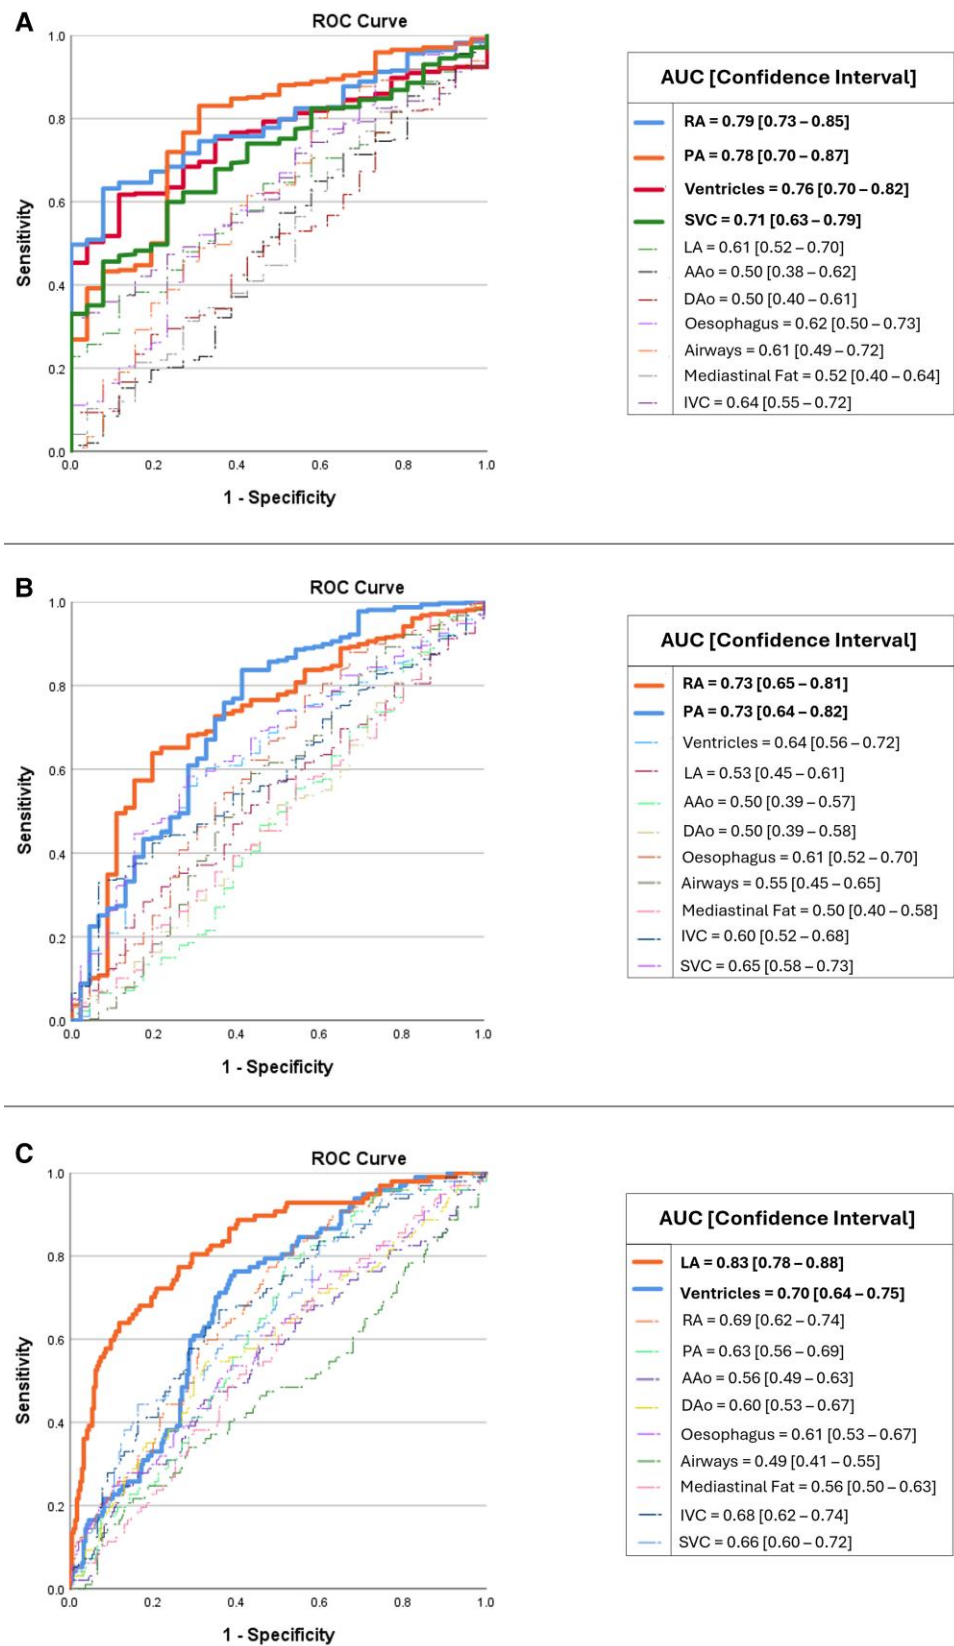 A
ROC Curve
1.0
0.8
0.6
0.4
0.2
0.0
Sensitivity
0.0 0.2 0.4 0.6 0.8 1.0
1 - Specificity
AUC [Confidence Interval]
RA = 0.79 [0.73 – 0.85]
PA = 0.78 [0.70 – 0.87]
Ventricles = 0.76 [0.70 – 0.82]
SVC = 0.71 [0.63 – 0.79]
LA = 0.61 [0.52 – 0.70]
AAo = 0.50 [0.38 – 0.62]
DAo = 0.50 [0.40 – 0.61]
Oesophagus = 0.62 [0.50 – 0.73]
Airways = 0.61 [0.49 – 0.72]
Mediastinal Fat = 0.52 [0.40 – 0.64]
IVC = 0.64 [0.55 – 0.72]
B
ROC Curve
1.0
0.8
0.6
0.4
0.2
0.0
Sensitivity
0.0 0.2 0.4 0.6 0.8 1.0
1 - Specificity
AUC [Confidence Interval]
RA = 0.73 [0.65 – 0.81]
PA = 0.73 [0.64 – 0.82]
Ventricles = 0.64 [0.56 – 0.72]
LA = 0.53 [0.45 – 0.61]
AAo = 0.50 [0.39 – 0.57]
DAo = 0.50 [0.39 – 0.58]
Oesophagus = 0.61 [0.52 – 0.70]
Airways = 0.55 [0.45 – 0.65]
Mediastinal Fat = 0.50 [0.40 – 0.58]
IVC = 0.60 [0.52 – 0.68]
SVC = 0.65 [0.58 – 0.73]
C
ROC Curve
1.0
0.8
0.6
0.4
0.2
0.0
Sensitivity
0.0 0.2 0.4 0.6 0.8 1.0
1 - Specificity
AUC [Confidence Interval]
LA = 0.83 [0.78 – 0.88]
Ventricles = 0.70 [0.64 – 0.75]
RA = 0.69 [0.62 – 0.74]
PA = 0.63 [0.56 – 0.69]
AAo = 0.56 [0.49 – 0.63]
DAo = 0.60 [0.53 – 0.67]
Oesophagus = 0.61 [0.53 – 0.67]
Airways = 0.49 [0.41 – 0.55]
Mediastinal Fat = 0.56 [0.50 – 0.63]
IVC = 0.68 [0.62 – 0.74]
SVC = 0.66 [0.60 – 0.72]